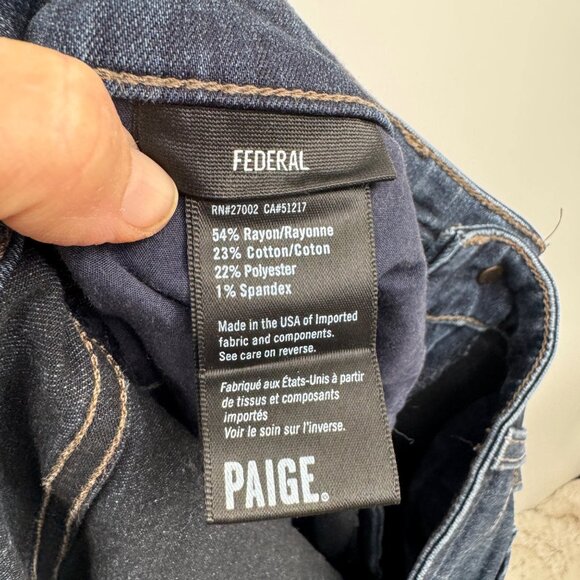 FEDERAL
RN#27002 CA#51217
54% Rayon/Rayonne
23% Cotton/Coton
22% Polyester
1% Spandex
Made in the USA of Imported
fabric and components.
See care on reverse.
Fabriqué aux États-Unis à partir
de tissus et composants
importés
Voir le soin sur l'inverse.
PAIGE®